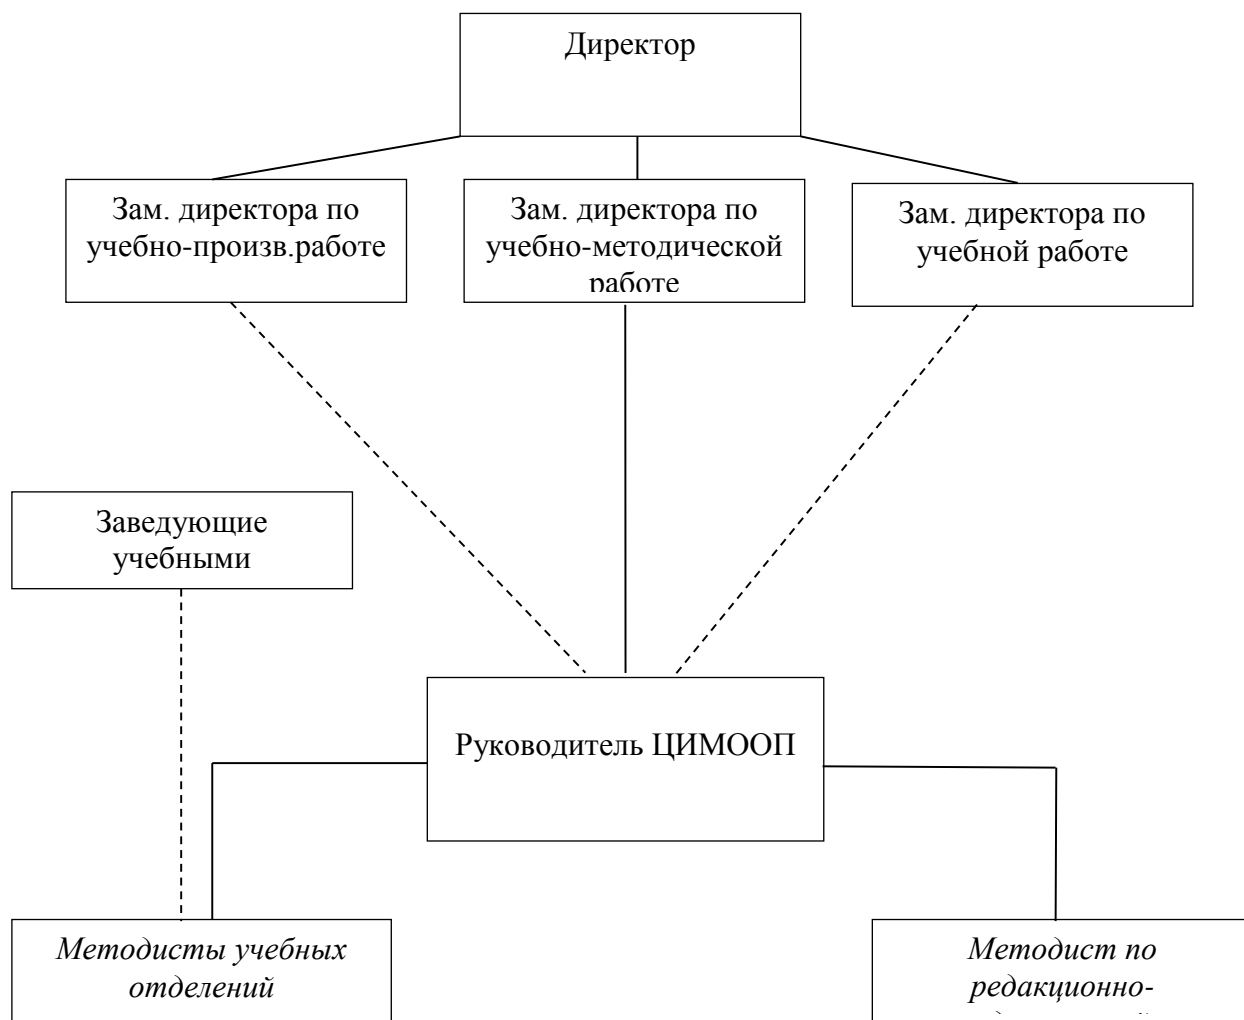 Директор
Зам. директора по
учебно-произв.работе
Зам. директора по
учебно-методической
работе
Зам. директора по
учебной работе
Заведующие
учебными
Руководитель ЦИМООП
Методисты учебных
отделений
Методист по
редакционно-